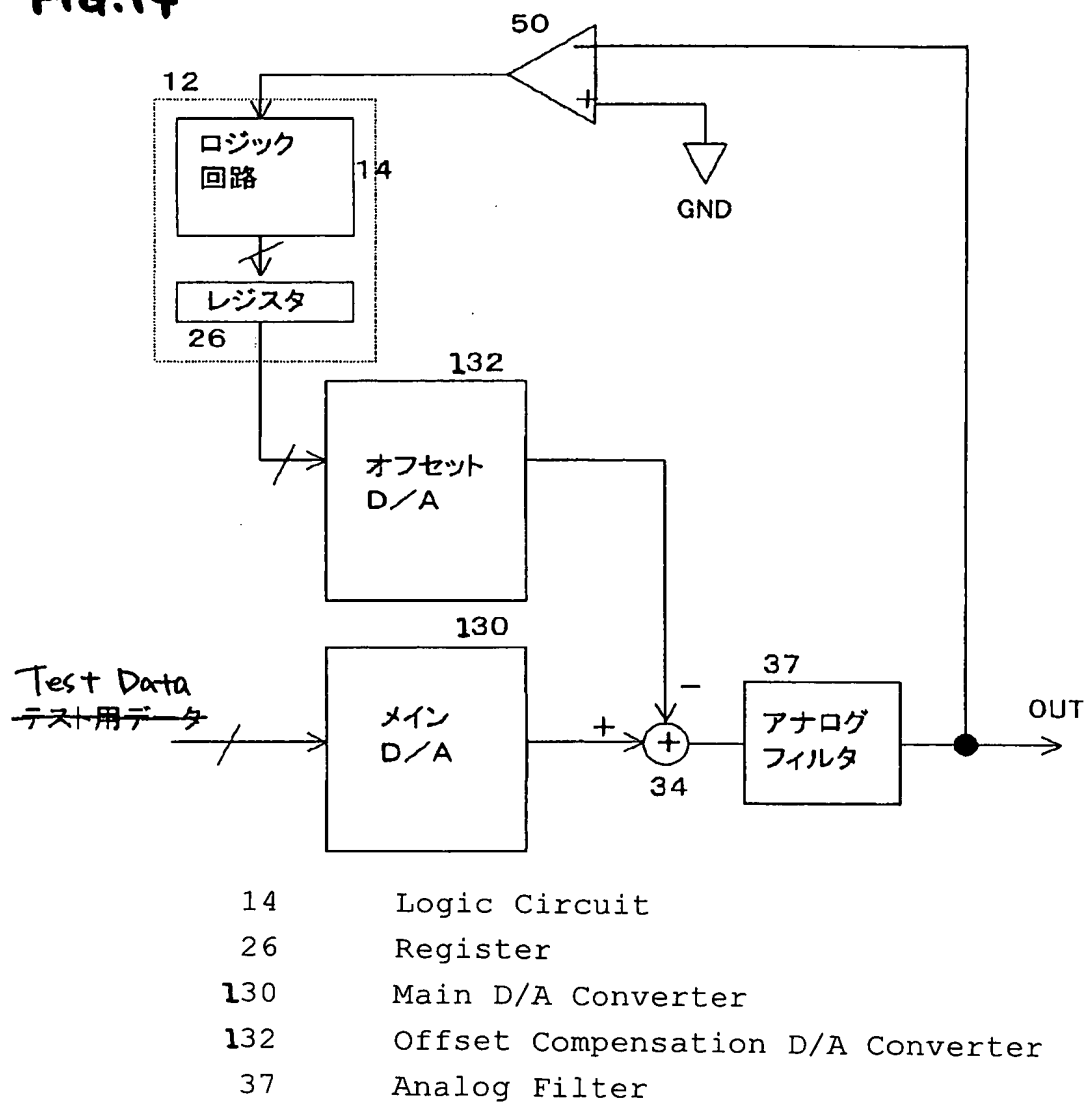 FIG.14
50
12
ロジック
回路
14
+
GND
レジスタ
26
132
オフセット
D/A
130
Test Data
テスト用データ
メイン
D/A
+
−
+
34
37
アナログ
フィルタ
OUT
14 Logic Circuit
26 Register
130 Main D/A Converter
132 Offset Compensation D/A Converter
37 Analog Filter